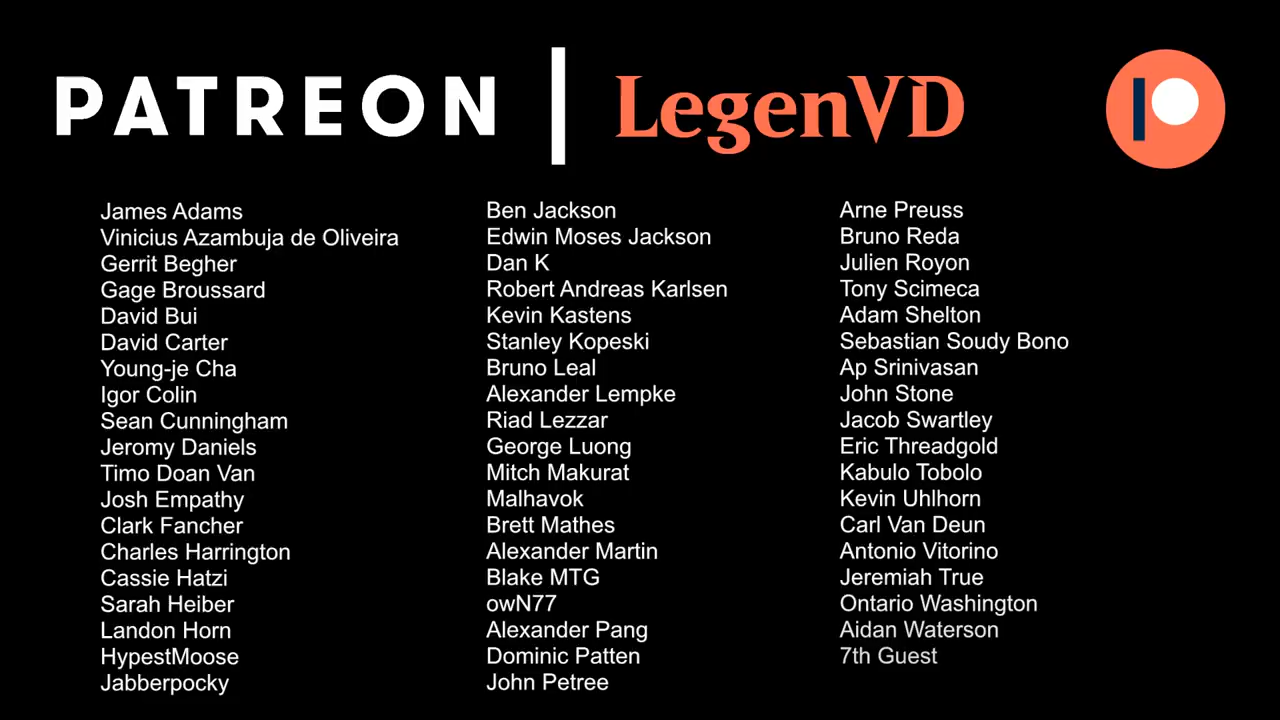 PATREON | LegenVD
James Adams
Vinicius Azambuja de Oliveira
Gerrit Begher
Gage Broussard
David Bui
David Carter
Young-je Cha
Igor Colin
Sean Cunningham
Jeromy Daniels
Timo Doan Van
Josh Empathy
Clark Fancher
Charles Harrington
Cassie Hatzi
Sarah Heiber
Landon Horn
HypestMoose
Jabberpocky
Ben Jackson
Edwin Moses Jackson
Dan K
Robert Andreas Karlsen
Kevin Kastens
Stanley Kopeski
Bruno Leal
Alexander Lempke
Riad Lezzar
George Luong
Mitch Makurat
Malhavok
Brett Mathes
Alexander Martin
Blake MTG
owN77
Alexander Pang
Dominic Patten
John Petree
Arne Preuss
Bruno Reda
Julien Royon
Tony Scimeca
Adam Shelton
Sebastian Soudy Bono
Ap Srinivasan
John Stone
Jacob Swartley
Eric Threadgold
Kabulo Tobolo
Kevin Uhlhorn
Carl Van Deun
Antonio Vitorino
Jeremiah True
Ontario Washington
Aidan Waterson
7th Guest